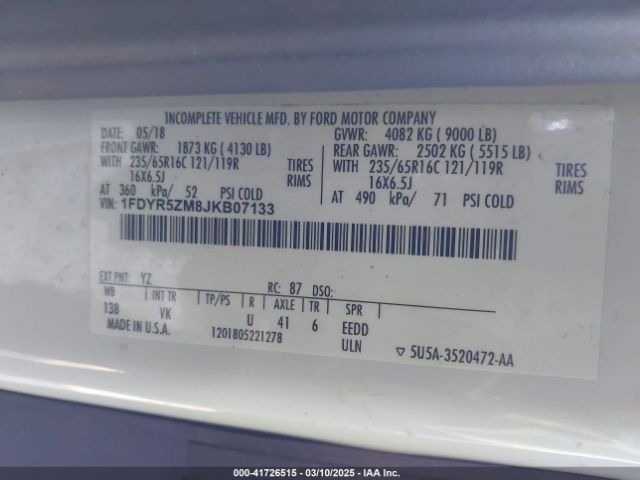 INCOMPLETE VEHICLE MFD. BY FORD MOTOR COMPANY
DATE: 05/18 GVWR: 4082 KG ( 9000 LB)
FRONT GAWR: 1873 KG ( 4130 LB) REAR GAWR: 2502 KG ( 5515 LB)
WITH 235/65R16C 121/119R TIRES WITH 235/65R16C 121/119R TIRES
16X6.5J RIMS 16X6.5J RIMS
AT 360 kPa/ 52 PSI COLD AT 490 kPa/ 71 PSI COLD
VIN: 1FDYR5ZM8JKB07133
EXT PNT: YZ RC: 87 DSO:
WB INT TR TP/PS R AXLE TR SPR
138 VK U 41 6 EEDD
MADE IN U.S.A. 1201805221278 ULN ▽ 5U5A-3520472-AA
000-41726515 — 03/10/2025 — IAAI.COM